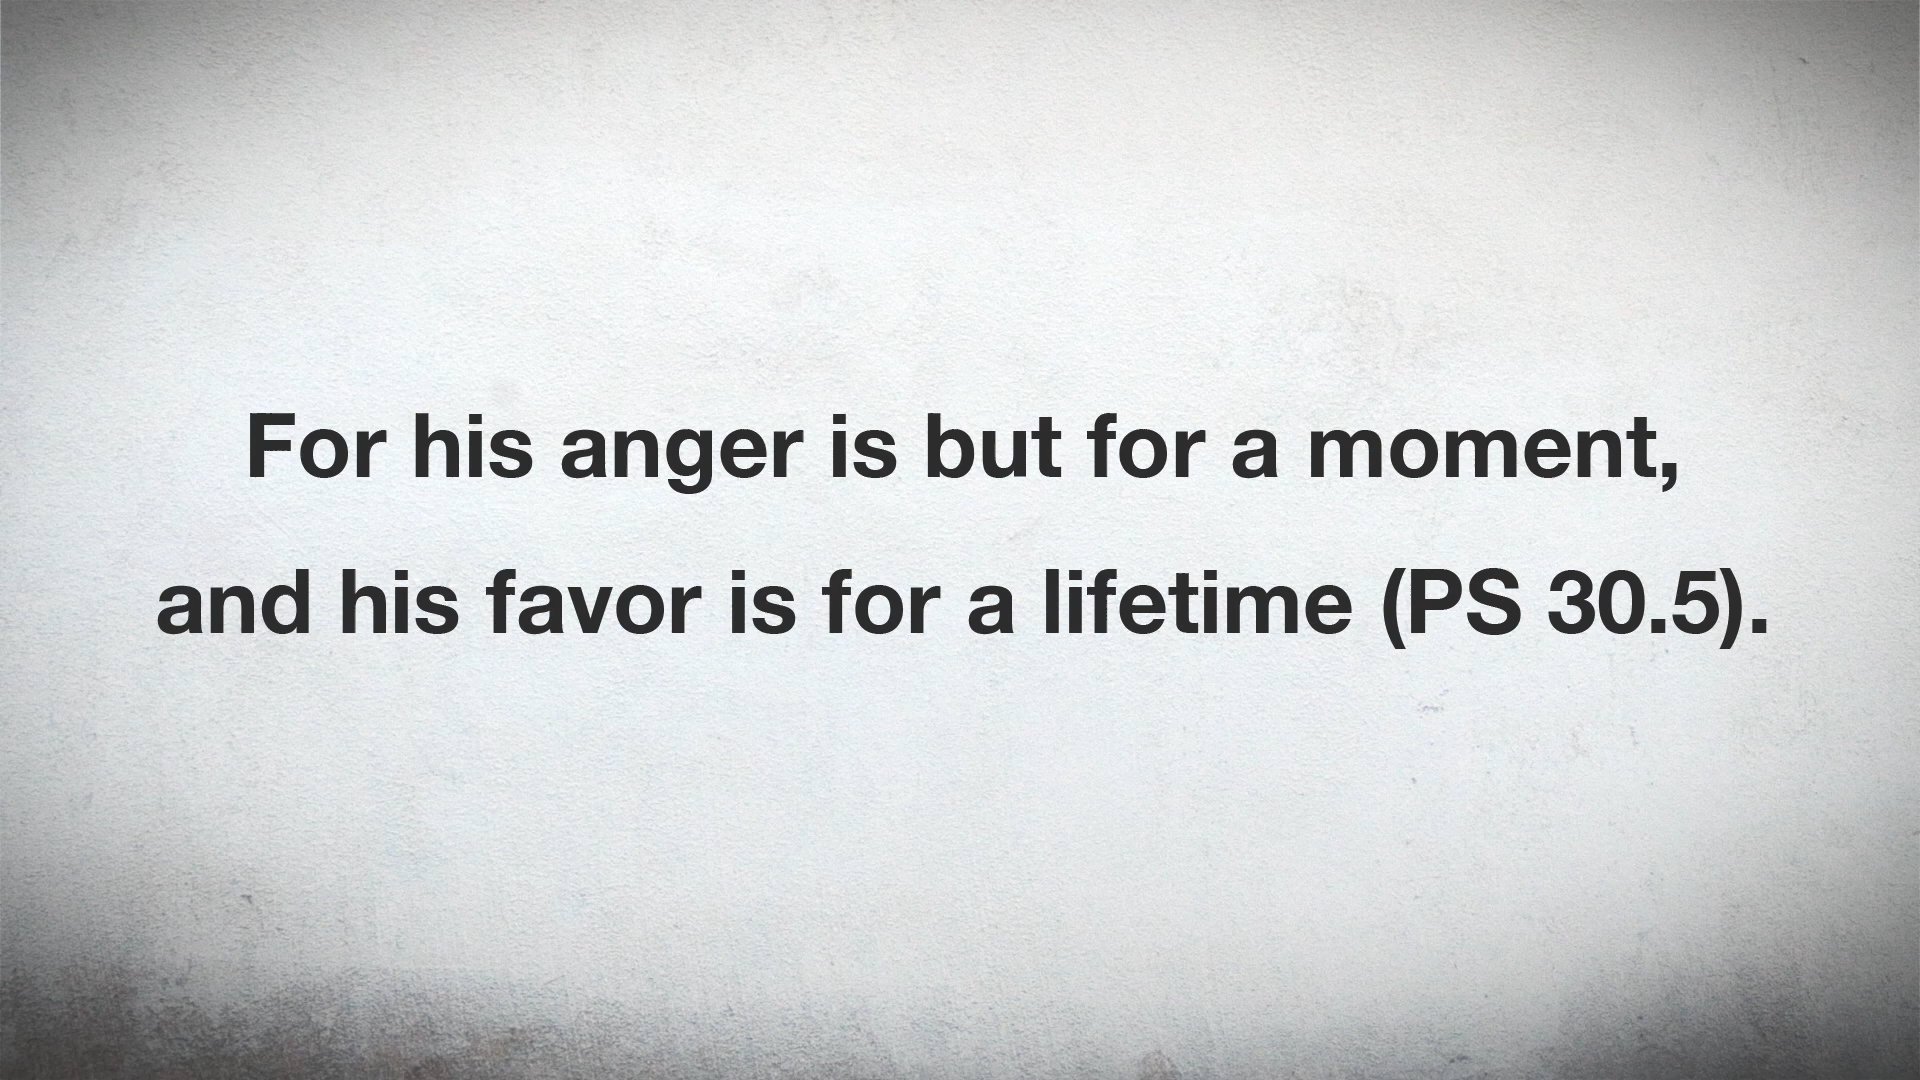 For his anger is but for a moment,
and his favor is for a lifetime (PS 30.5).